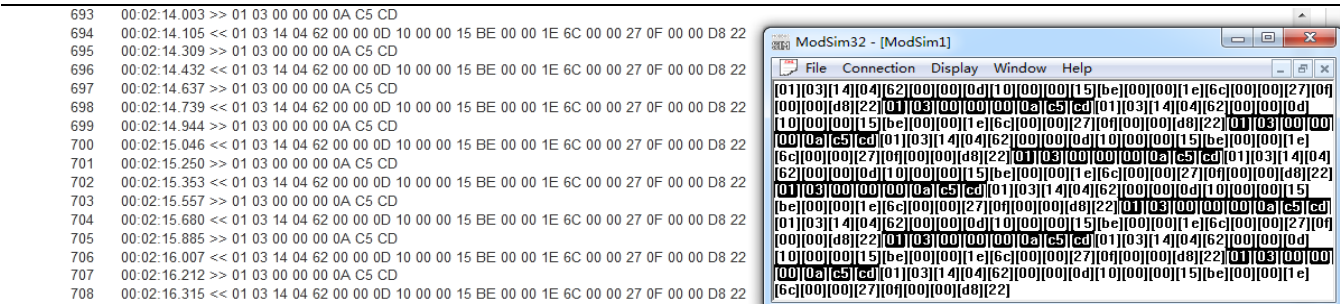 693 00:02:14.003 >> 01 03 00 00 00 0A C5 CD
694 00:02:14.105 << 01 03 14 04 62 00 00 0D 10 00 00 15 BE 00 00 1E 6C 00 00 27 0F 00 00 D8 22
695 00:02:14.309 >> 01 03 00 00 00 0A C5 CD
696 00:02:14.432 << 01 03 14 04 62 00 00 0D 10 00 00 15 BE 00 00 1E 6C 00 00 27 0F 00 00 D8 22
697 00:02:14.637 >> 01 03 00 00 00 0A C5 CD
698 00:02:14.739 << 01 03 14 04 62 00 00 0D 10 00 00 15 BE 00 00 1E 6C 00 00 27 0F 00 00 D8 22
699 00:02:14.944 >> 01 03 00 00 00 0A C5 CD
700 00:02:15.046 << 01 03 14 04 62 00 00 0D 10 00 00 15 BE 00 00 1E 6C 00 00 27 0F 00 00 D8 22
701 00:02:15.250 >> 01 03 00 00 00 0A C5 CD
702 00:02:15.353 << 01 03 14 04 62 00 00 0D 10 00 00 15 BE 00 00 1E 6C 00 00 27 0F 00 00 D8 22
703 00:02:15.557 >> 01 03 00 00 00 0A C5 CD
704 00:02:15.680 << 01 03 14 04 62 00 00 0D 10 00 00 15 BE 00 00 1E 6C 00 00 27 0F 00 00 D8 22
705 00:02:15.885 >> 01 03 00 00 00 0A C5 CD
706 00:02:16.007 << 01 03 14 04 62 00 00 0D 10 00 00 15 BE 00 00 1E 6C 00 00 27 0F 00 00 D8 22
707 00:02:16.212 >> 01 03 00 00 00 0A C5 CD
708 00:02:16.315 << 01 03 14 04 62 00 00 0D 10 00 00 15 BE 00 00 1E 6C 00 00 27 0F 00 00 D8 22
ModSim32 - [ModSim1]
File Connection Display Window Help
[01][03][14][04][62][00][00][0d][10][00][00][15][be][00][00][1e][6c][00][00][27][0f]
[00][00][d8][22][01][03][00][00][00][0a][c5][cd][01][03][14][04][62][00][00][0d]
[10][00][00][15][be][00][00][1e][6c][00][00][27][0f][00][00][d8][22][01][03][00][00]
[00][0a][c5][cd][01][03][14][04][62][00][00][0d][10][00][00][15][be][00][00][1e]
[6c][00][00][27][0f][00][00][d8][22][01][03][00][00][00][0a][c5][cd][01][03][14][04]
[62][00][00][0d][10][00][00][15][be][00][00][1e][6c][00][00][27][0f][00][00][d8][22]
[01][03][00][00][00][0a][c5][cd][01][03][14][04][62][00][00][0d][10][00][00][15]
[be][00][00][1e][6c][00][00][27][0f][00][00][d8][22][01][03][00][00][00][0a][c5][cd]
[01][03][14][04][62][00][00][0d][10][00][00][15][be][00][00][1e][6c][00][00][27][0f]
[00][00][d8][22][01][03][00][00][00][0a][c5][cd][01][03][14][04][62][00][00][0d]
[10][00][00][15][be][00][00][1e][6c][00][00][27][0f][00][00][d8][22][01][03][00][00]
[00][0a][c5][cd][01][03][14][04][62][00][00][0d][10][00][00][15][be][00][00][1e]
[6c][00][00][27][0f][00][00][d8][22]